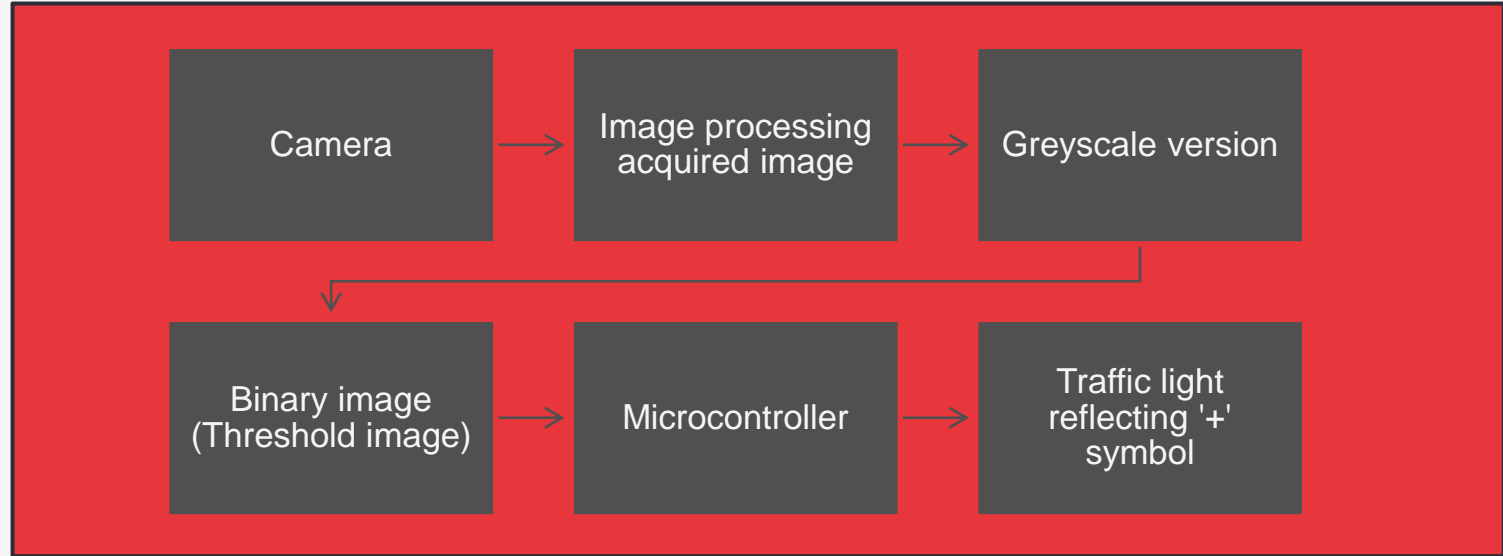 Camera
Image processing
acquired image
Greyscale version
Binary image
(Threshold image)
Microcontroller
Traffic light
reflecting '+'
symbol